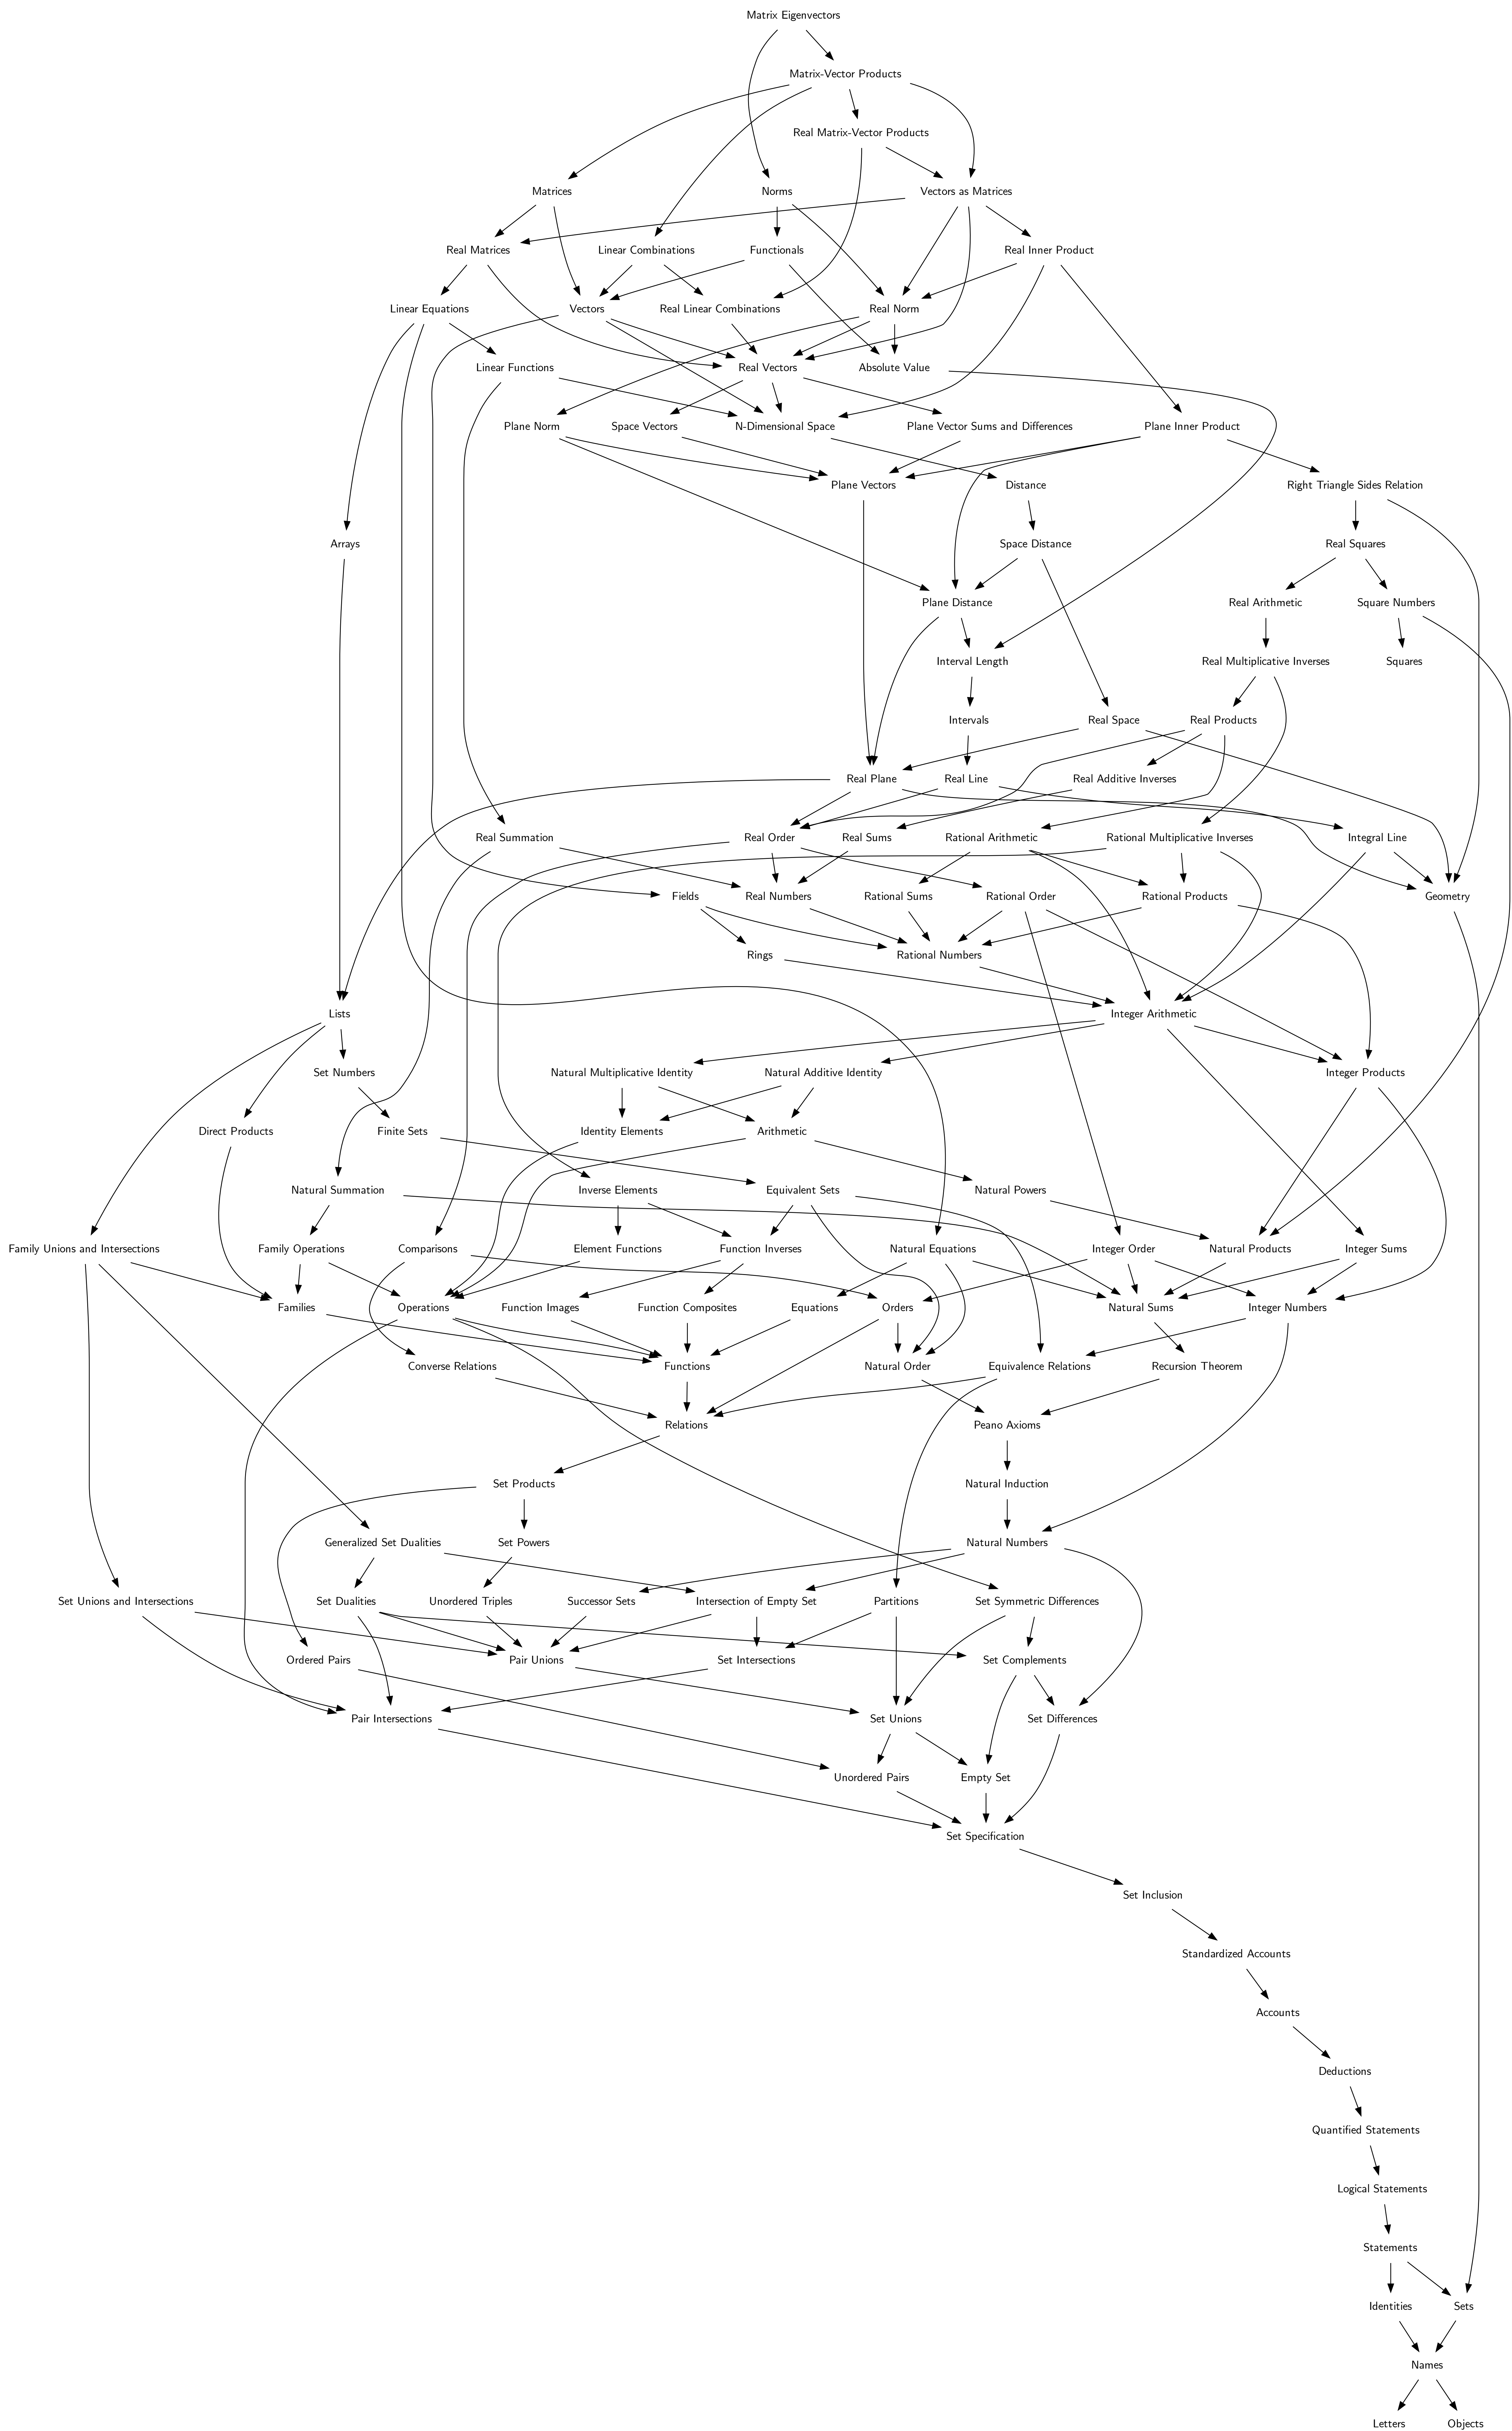 Matrix Eigenvectors
Matrix-Vector Products
Real Matrix-Vector Products
Matrices
Norms
Vectors as Matrices
Real Matrices
Linear Combinations
Functionals
Real Inner Product
Linear Equations
Vectors
Real Linear Combinations
Real Norm
Linear Functions
Real Vectors
Absolute Value
Plane Norm
Space Vectors
N-Dimensional Space
Plane Vector Sums and Differences
Plane Inner Product
Plane Vectors
Distance
Right Triangle Sides Relation
Arrays
Space Distance
Real Squares
Plane Distance
Real Arithmetic
Square Numbers
Interval Length
Real Multiplicative Inverses
Squares
Intervals
Real Space
Real Products
Real Plane
Real Line
Real Additive Inverses
Real Summation
Real Order
Real Sums
Rational Arithmetic
Rational Multiplicative Inverses
Integral Line
Fields
Real Numbers
Rational Sums
Rational Order
Rational Products
Geometry
Rings
Rational Numbers
Lists
Integer Arithmetic
Set Numbers
Natural Multiplicative Identity
Natural Additive Identity
Integer Products
Direct Products
Finite Sets
Identity Elements
Arithmetic
Natural Summation
Inverse Elements
Equivalent Sets
Natural Powers
Family Unions and Intersections
Family Operations
Comparisons
Element Functions
Function Inverses
Natural Equations
Integer Order
Natural Products
Integer Sums
Families
Operations
Function Images
Function Composites
Equations
Orders
Natural Sums
Integer Numbers
Converse Relations
Functions
Natural Order
Equivalence Relations
Recursion Theorem
Relations
Peano Axioms
Set Products
Natural Induction
Generalized Set Dualities
Set Powers
Natural Numbers
Set Unions and Intersections
Set Dualities
Unordered Triples
Successor Sets
Intersection of Empty Set
Partitions
Set Symmetric Differences
Ordered Pairs
Pair Unions
Set Intersections
Set Complements
Pair Intersections
Set Unions
Set Differences
Unordered Pairs
Empty Set
Set Specification
Set Inclusion
Standardized Accounts
Accounts
Deductions
Quantified Statements
Logical Statements
Statements
Identities
Sets
Names
Letters
Objects